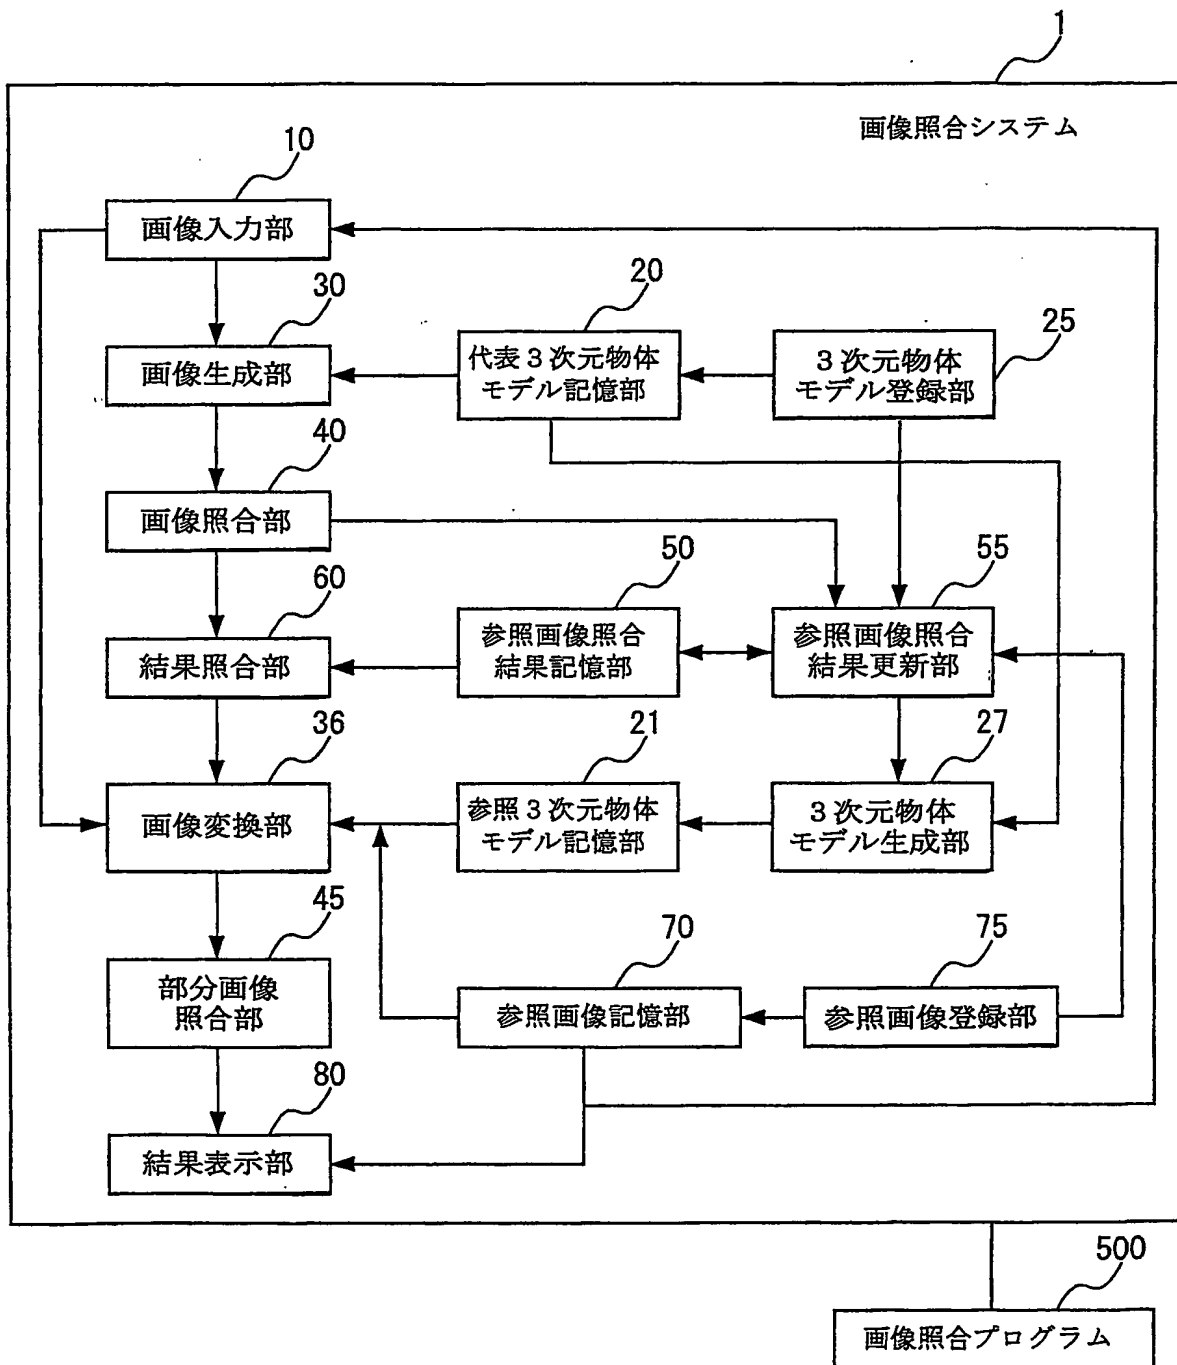 1
画像照合システム
10
画像入力部
30
画像生成部
20
代表３次元物体
モデル記憶部
25
３次元物体
モデル登録部
40
画像照合部
60
結果照合部
50
参照画像照合
結果記憶部
55
参照画像照合
結果更新部
36
画像変換部
21
参照３次元物体
モデル記憶部
27
３次元物体
モデル生成部
45
部分画像
照合部
70
参照画像記憶部
75
参照画像登録部
80
結果表示部
500
画像照合プログラム